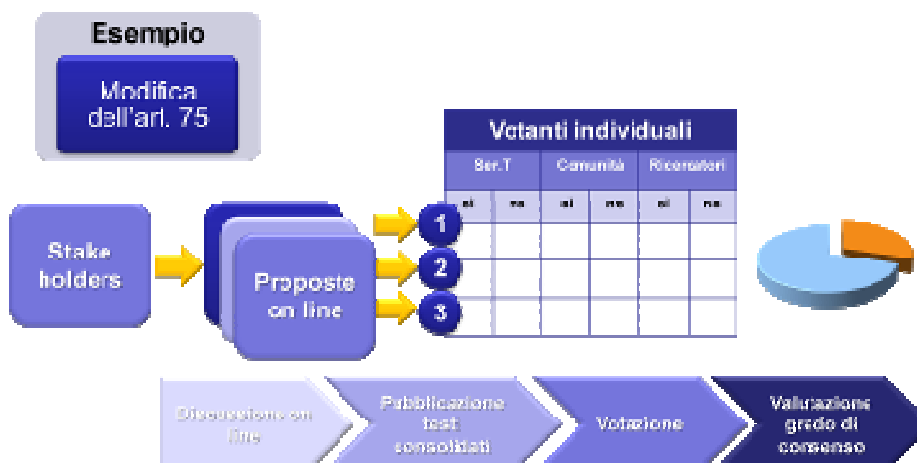 Esempio
Modifica
dell'art. 75
Votanti individuali
Ser.T Comunità Ricercatori
si no si no si no
Stake
holders
Proposte
on line
1
2
3
Discussione on
line
Pubblicazione
test
consolidati
Votazione
Valutazione
grado di
consenso